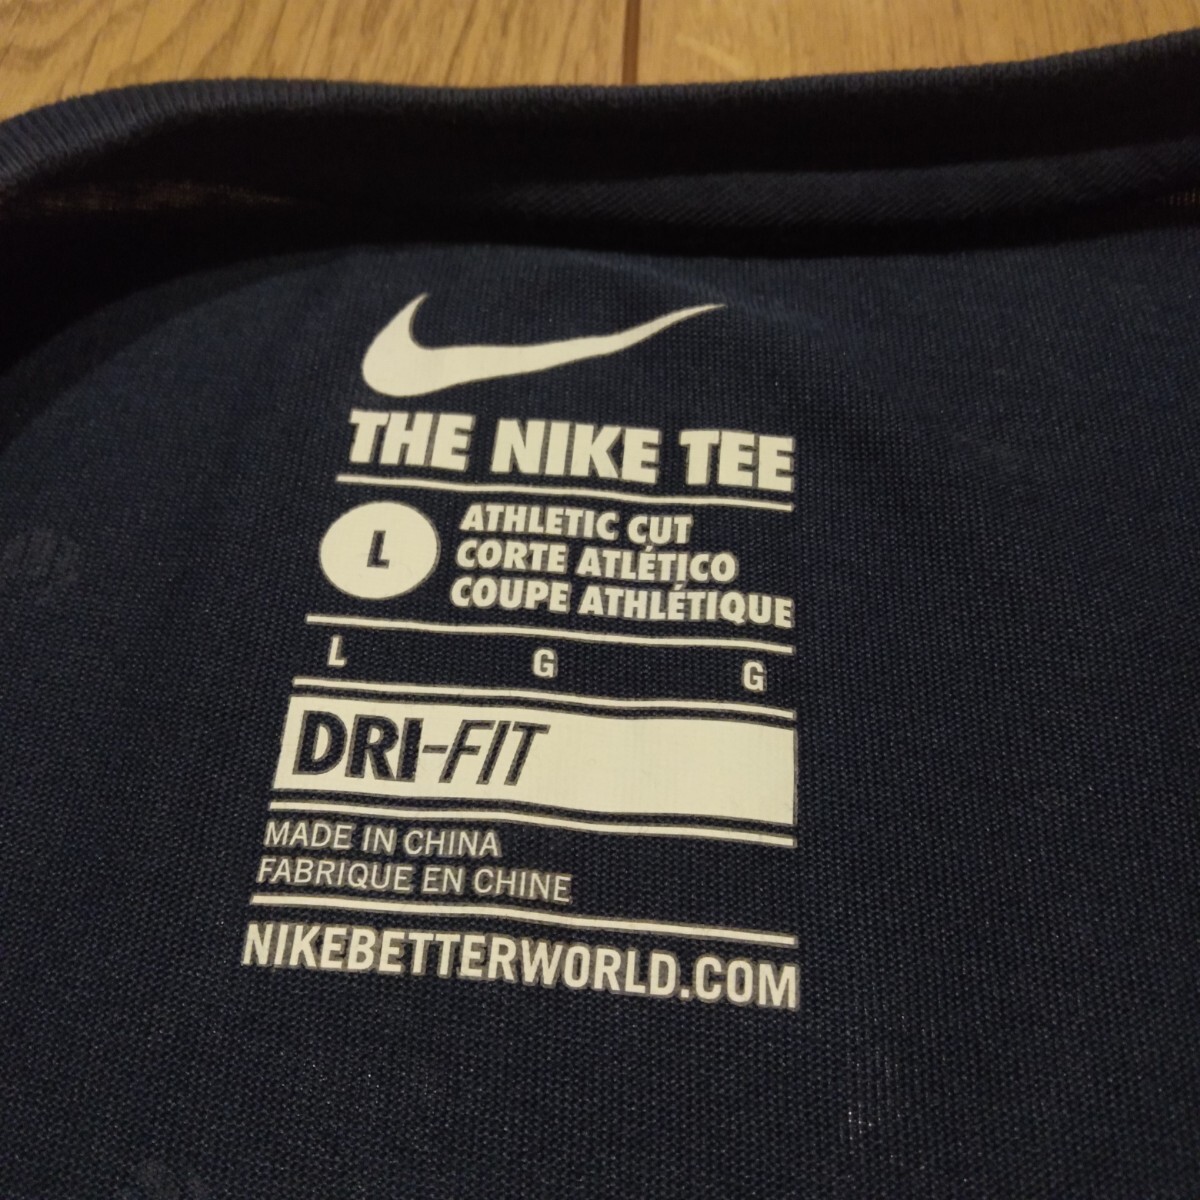 THE NIKE TEE
L
ATHLETIC CUT
CORTE ATLÉTICO
COUPE ATHLÉTIQUE
L G G
DRI-FIT
MADE IN CHINA
FABRIQUE EN CHINE
NIKEBETTERWORLD.COM